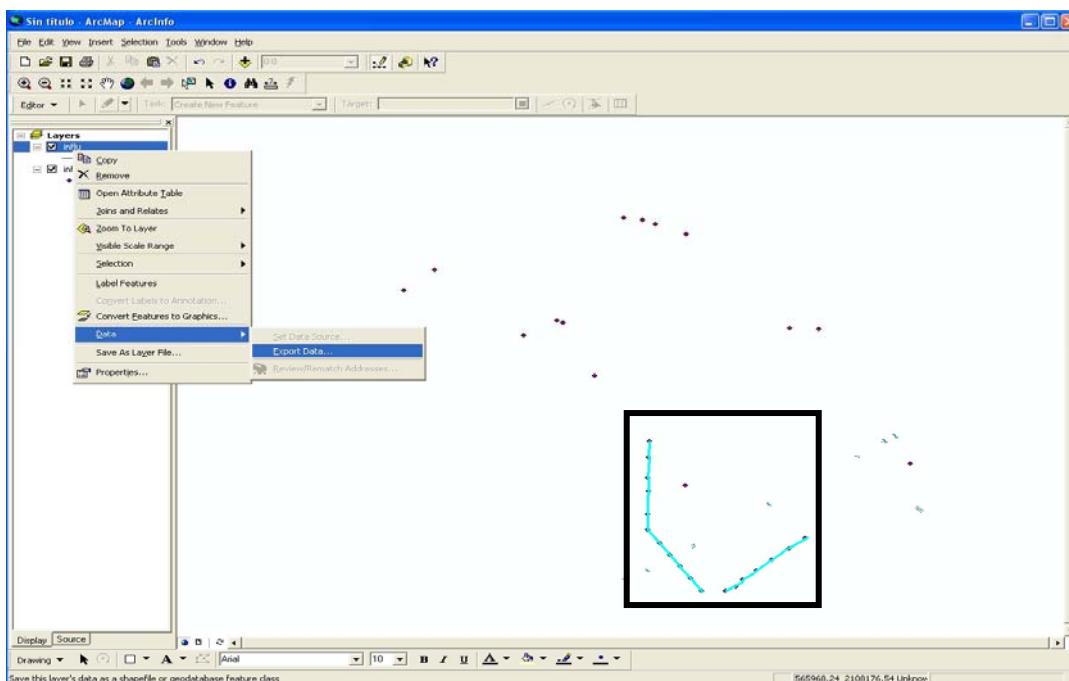 Sin título - ArcMap - ArcInfo
File Edit View Insert Selection Tools Window Help
Editor Task: Create New Feature Target:
Layers
influ
Copy
Remove
Open Attribute Table
Joins and Relates
Zoom To Layer
Visible Scale Range
Selection
Label Features
Convert Labels to Annotation...
Convert Features to Graphics...
Data
Set Data Source...
Export Data...
Review/Rematch Addresses...
Save As Layer File...
Properties...
Display Source
Drawing A Arial 10 B I U A
Save this layer's data as a shapefile or geodatabase feature class
565960.24 2108176.54 Unknow